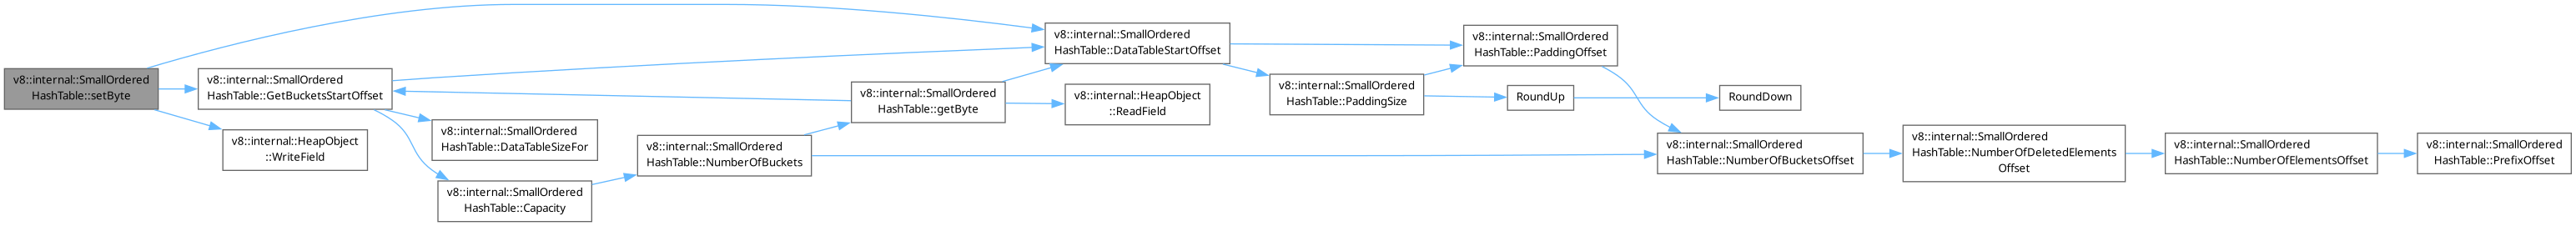 v8::internal::SmallOrdered
HashTable::setByte
v8::internal::SmallOrdered
HashTable::GetBucketsStartOffset
v8::internal::HeapObject
::WriteField
v8::internal::SmallOrdered
HashTable::DataTableSizeFor
v8::internal::SmallOrdered
HashTable::Capacity
v8::internal::SmallOrdered
HashTable::NumberOfBuckets
v8::internal::SmallOrdered
HashTable::getByte
v8::internal::SmallOrdered
HashTable::DataTableStartOffset
v8::internal::HeapObject
::ReadField
v8::internal::SmallOrdered
HashTable::PaddingSize
v8::internal::SmallOrdered
HashTable::PaddingOffset
RoundUp
RoundDown
v8::internal::SmallOrdered
HashTable::NumberOfBucketsOffset
v8::internal::SmallOrdered
HashTable::NumberOfDeletedElements
Offset
v8::internal::SmallOrdered
HashTable::NumberOfElementsOffset
v8::internal::SmallOrdered
HashTable::PrefixOffset